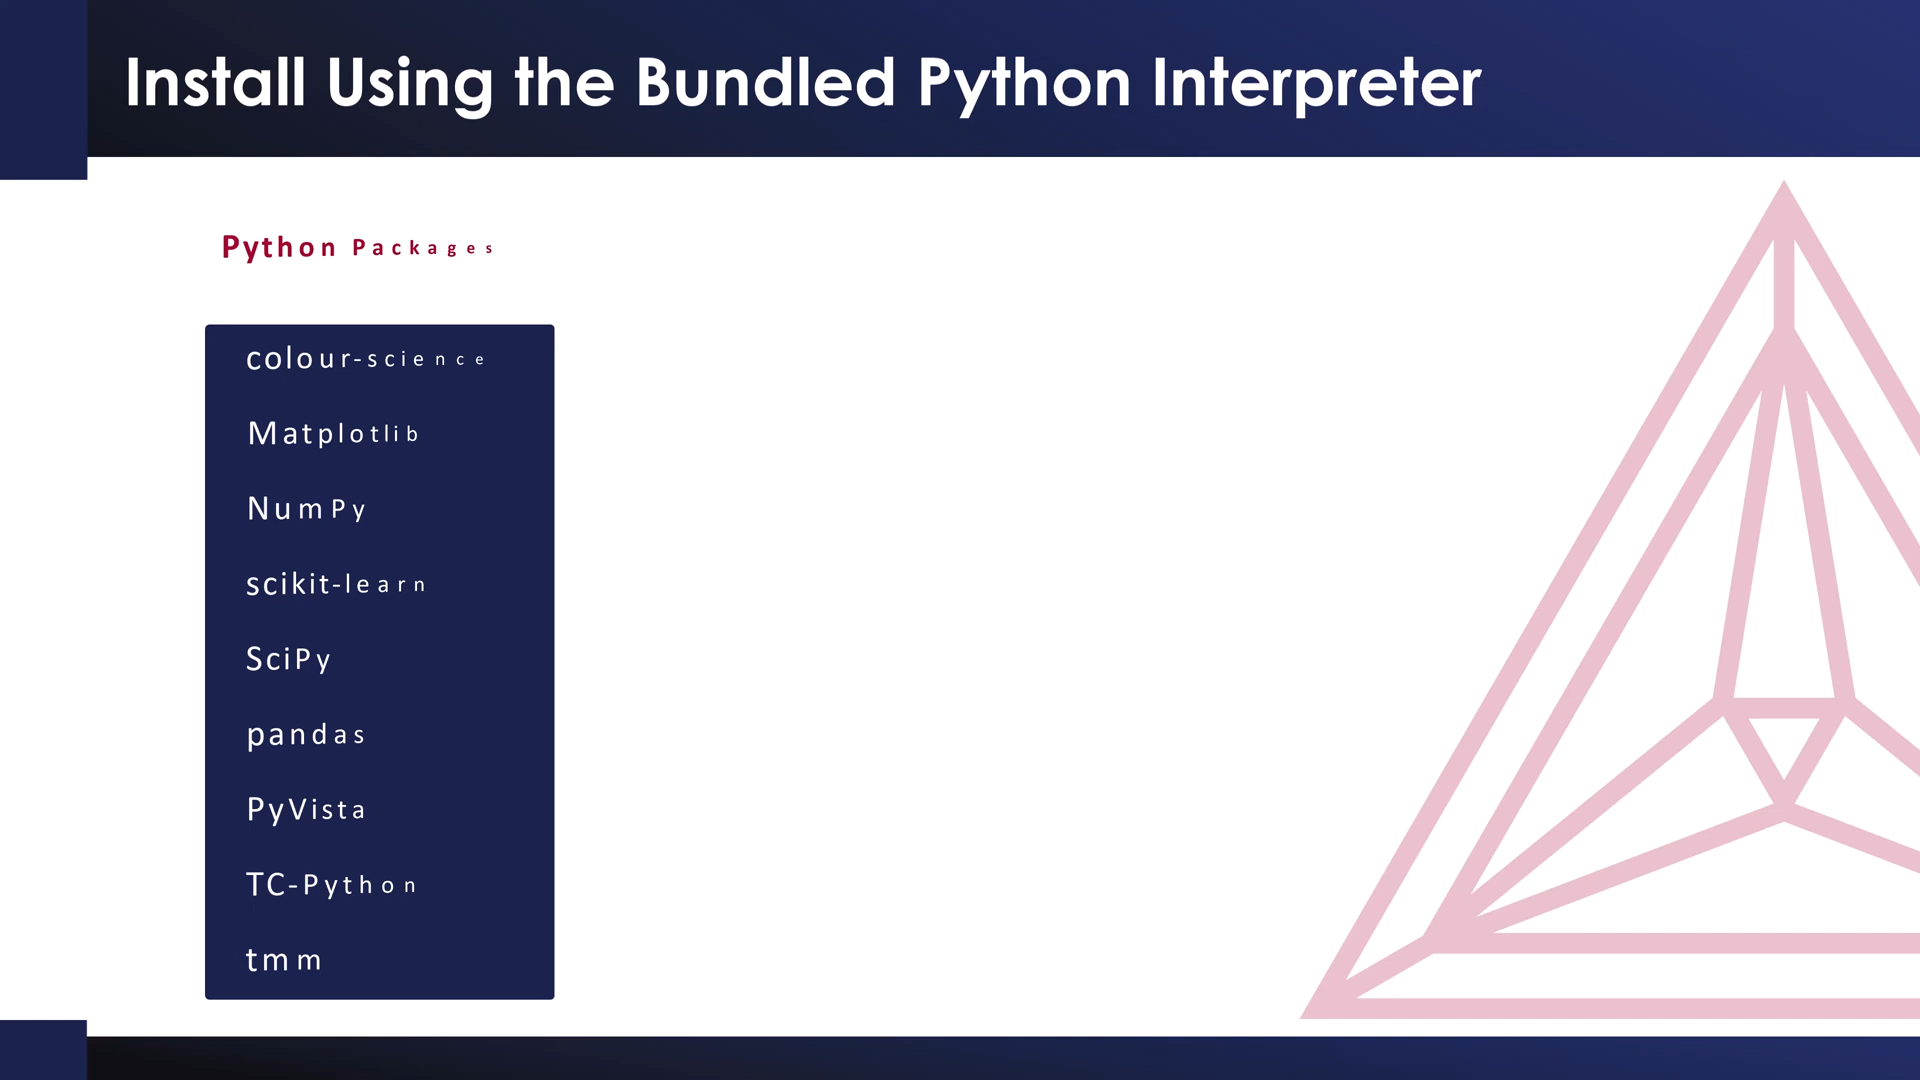 Install Using the Bundled Python Interpreter
Python Packages
colour-science
Matplotlib
NumPy
scikit-learn
SciPy
pandas
PyVista
TC-Python
tmm